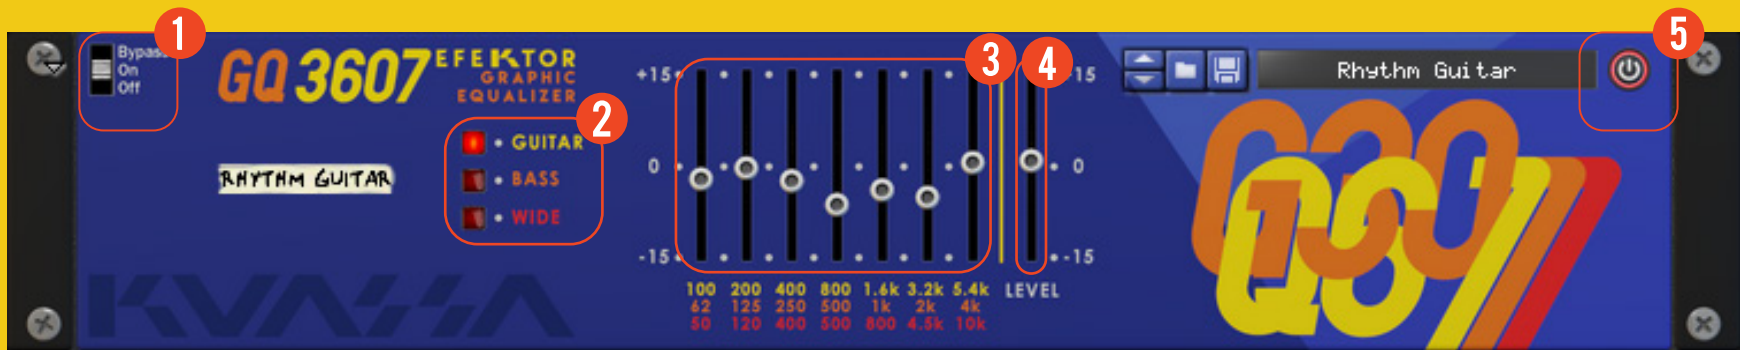 1
Bypass
On
Off
GQ 3607
EFEKTOR
GRAPHIC
EQUALIZER
2
GUITAR
BASS
WIDE
RHYTHM GUITAR
3
4
+15
0
-15
15
0
-15
100 200 400 800 1.6k 3.2k 5.4k LEVEL
62 125 250 500 1k 2k 4k
50 120 400 500 800 4.5k 10k
Rhythm Guitar
5
KVASSA